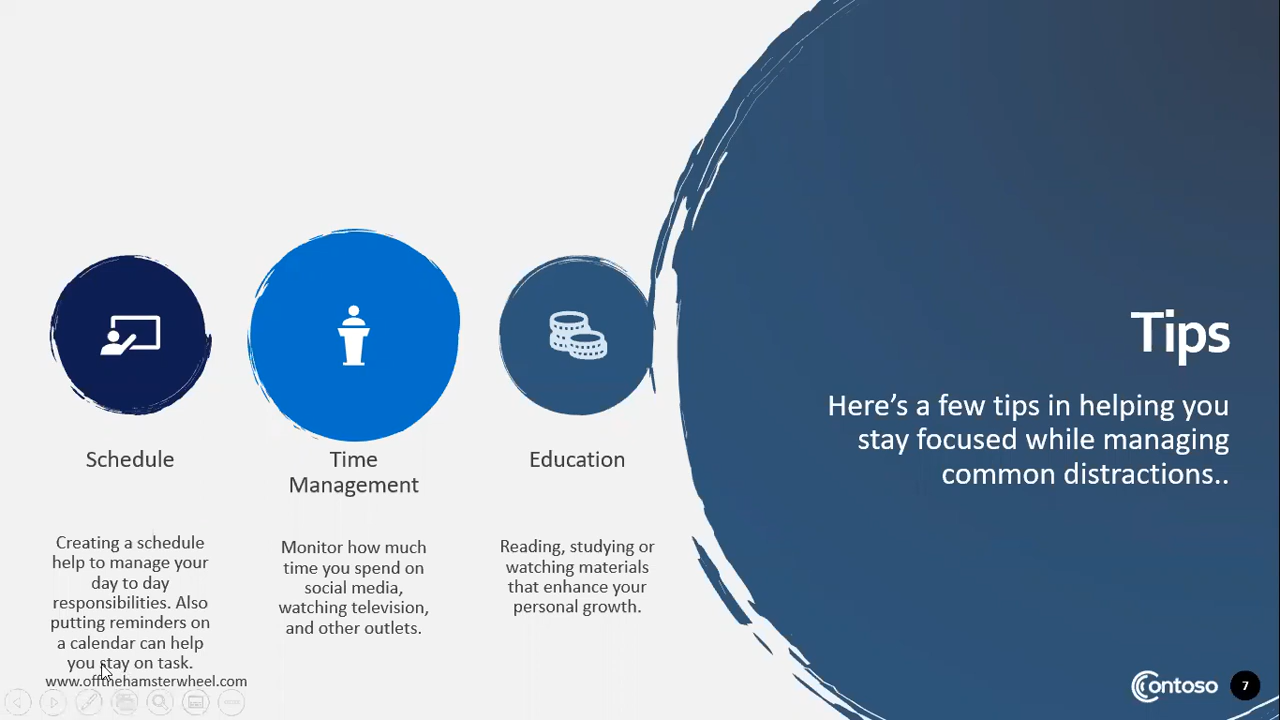 Tips
Here's a few tips in helping you
stay focused while managing
common distractions..
Schedule
Creating a schedule
help to manage your
day to day
responsibilities. Also
putting reminders on
a calendar can help
you stay on task.
Time
Management
Monitor how much
time you spend on
social media,
watching television,
and other outlets.
Education
Reading, studying or
watching materials
that enhance your
personal growth.
www.offthehamsterwheel.com
Contoso
7